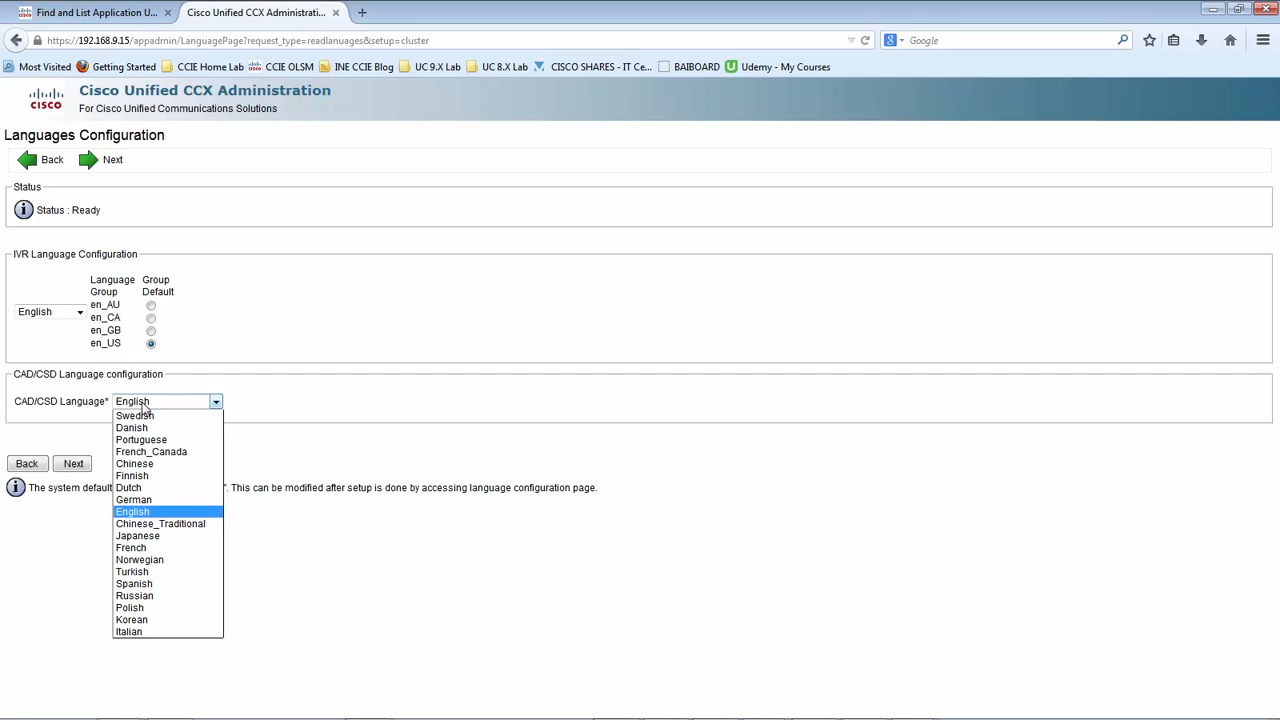 Find and List Application U... ×
Cisco Unified CCX Administrati... × +
https://192.168.9.15/appadmin/LanguagePage?request_type=readlanuages&setup=cluster
Google
Most Visited Getting Started CCIE Home Lab CCIE OLSM INE CCIE Blog UC 9.X Lab UC 8.X Lab CISCO SHARES - IT Ce... BAIBOARD Udemy - My Courses
CISCO
Cisco Unified CCX Administration
For Cisco Unified Communications Solutions
Languages Configuration
Back Next
Status
Status : Ready
IVR Language Configuration
Language Group
Group Default
English
en_AU
en_CA
en_GB
en_US
CAD/CSD Language configuration
CAD/CSD Language* English
Swedish
Danish
Portuguese
French_Canada
Chinese
Finnish
Dutch
German
English
Chinese_Traditional
Japanese
French
Norwegian
Turkish
Spanish
Russian
Polish
Korean
Italian
Back Next
The system default ". This can be modified after setup is done by accessing language configuration page.